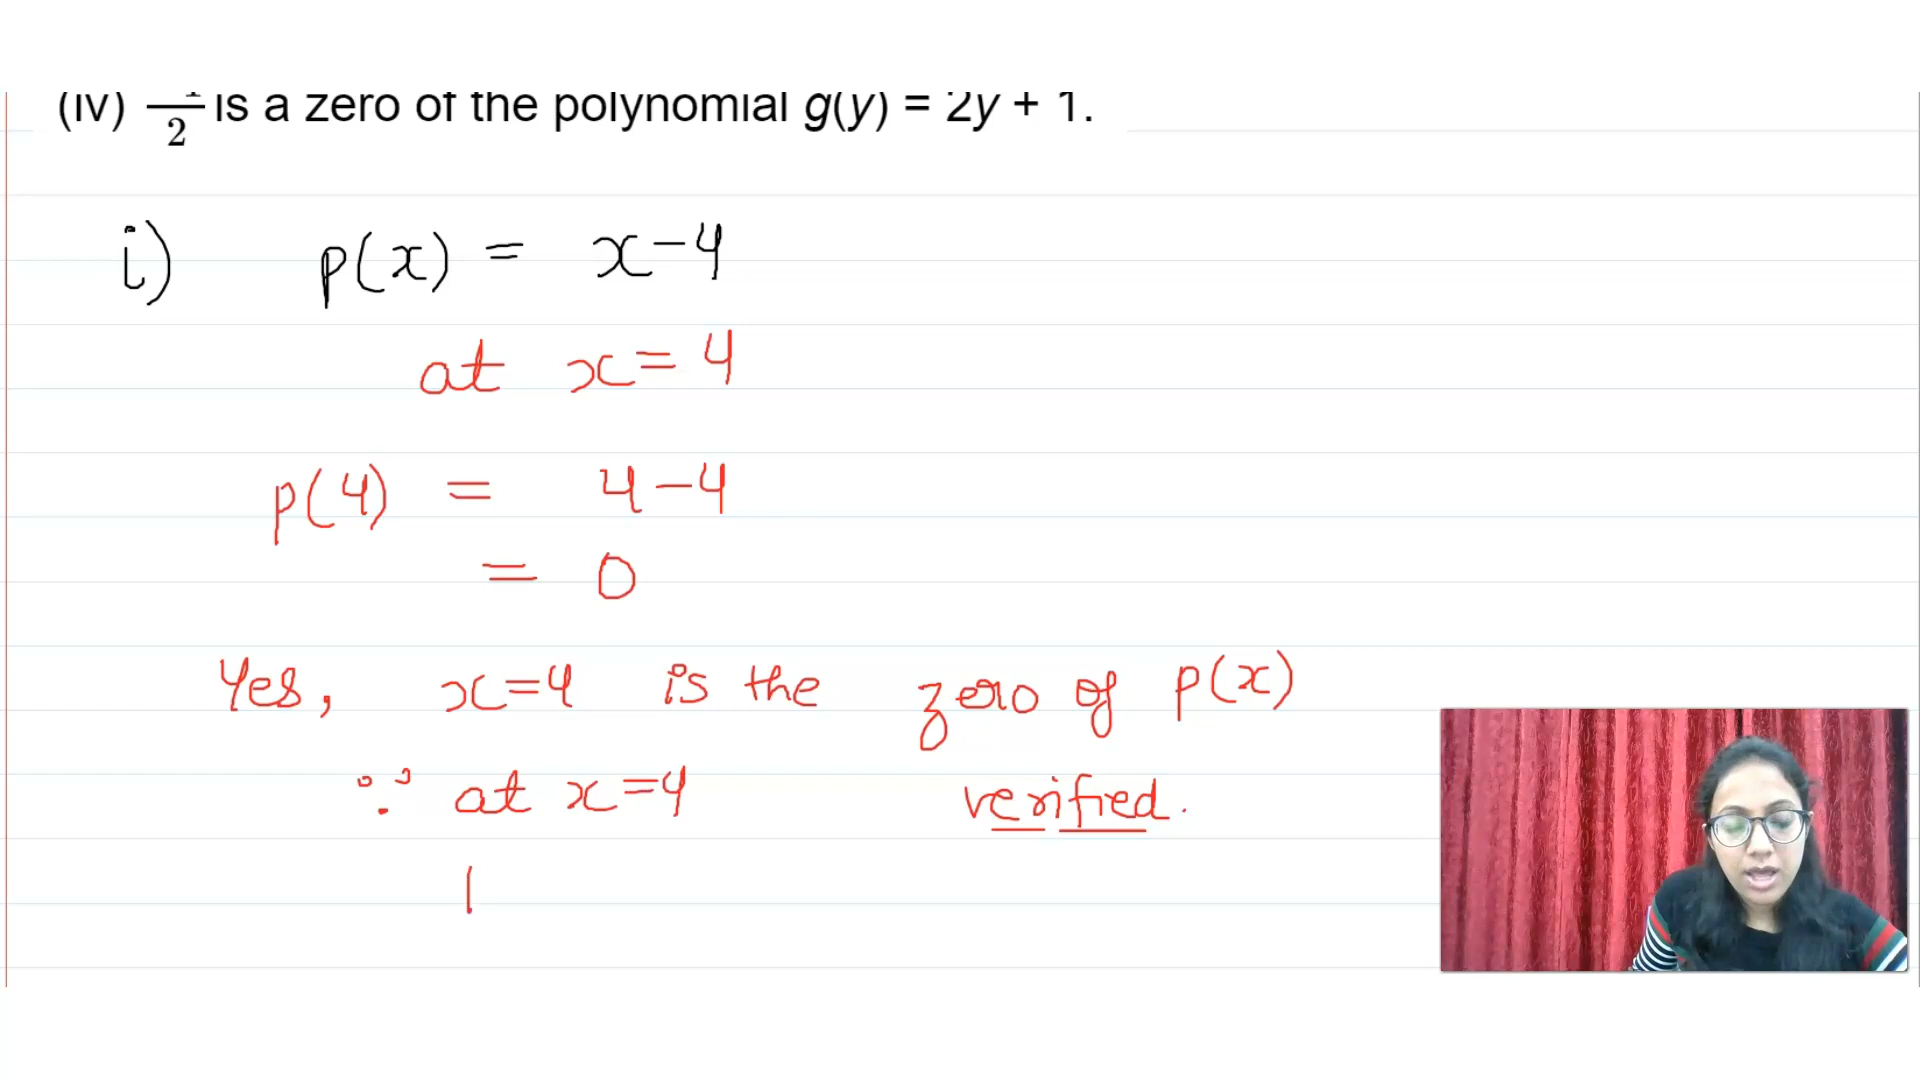 (iv) 2 is a zero of the polynomial g(y) = 2y + 1.
i) p(x) = x-4
at x=4
p(4) = 4-4
= 0
Yes, x=4 is the zero of p(x)
∵ at x=4 verified.